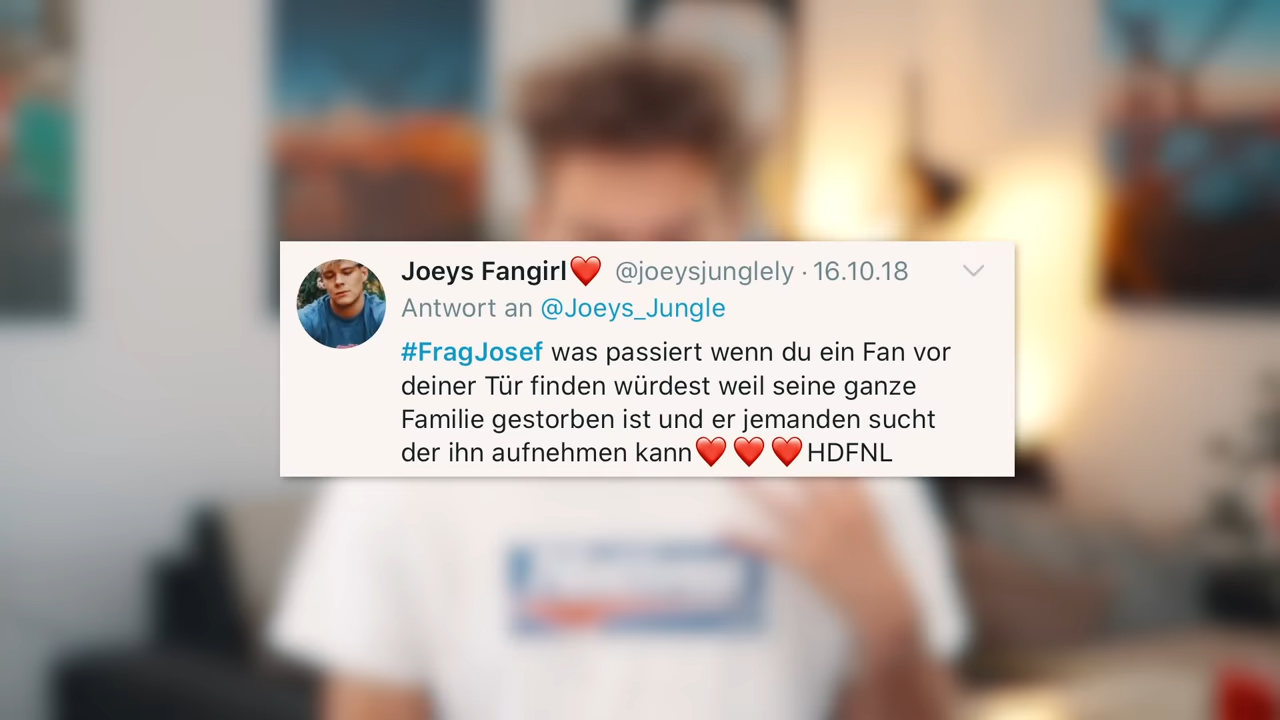 Joeys Fangirl❤️ @joeysjunglely · 16.10.18
Antwort an @Joeys_Jungle
#FragJosef was passiert wenn du ein Fan vor
deiner Tür finden würdest weil seine ganze
Familie gestorben ist und er jemanden sucht
der ihn aufnehmen kann❤️❤️❤️HDFNL